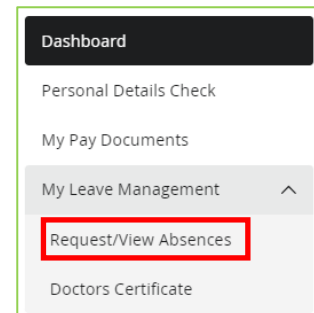 Dashboard
Personal Details Check
My Pay Documents
My Leave Management
Request/View Absences
Doctors Certificate